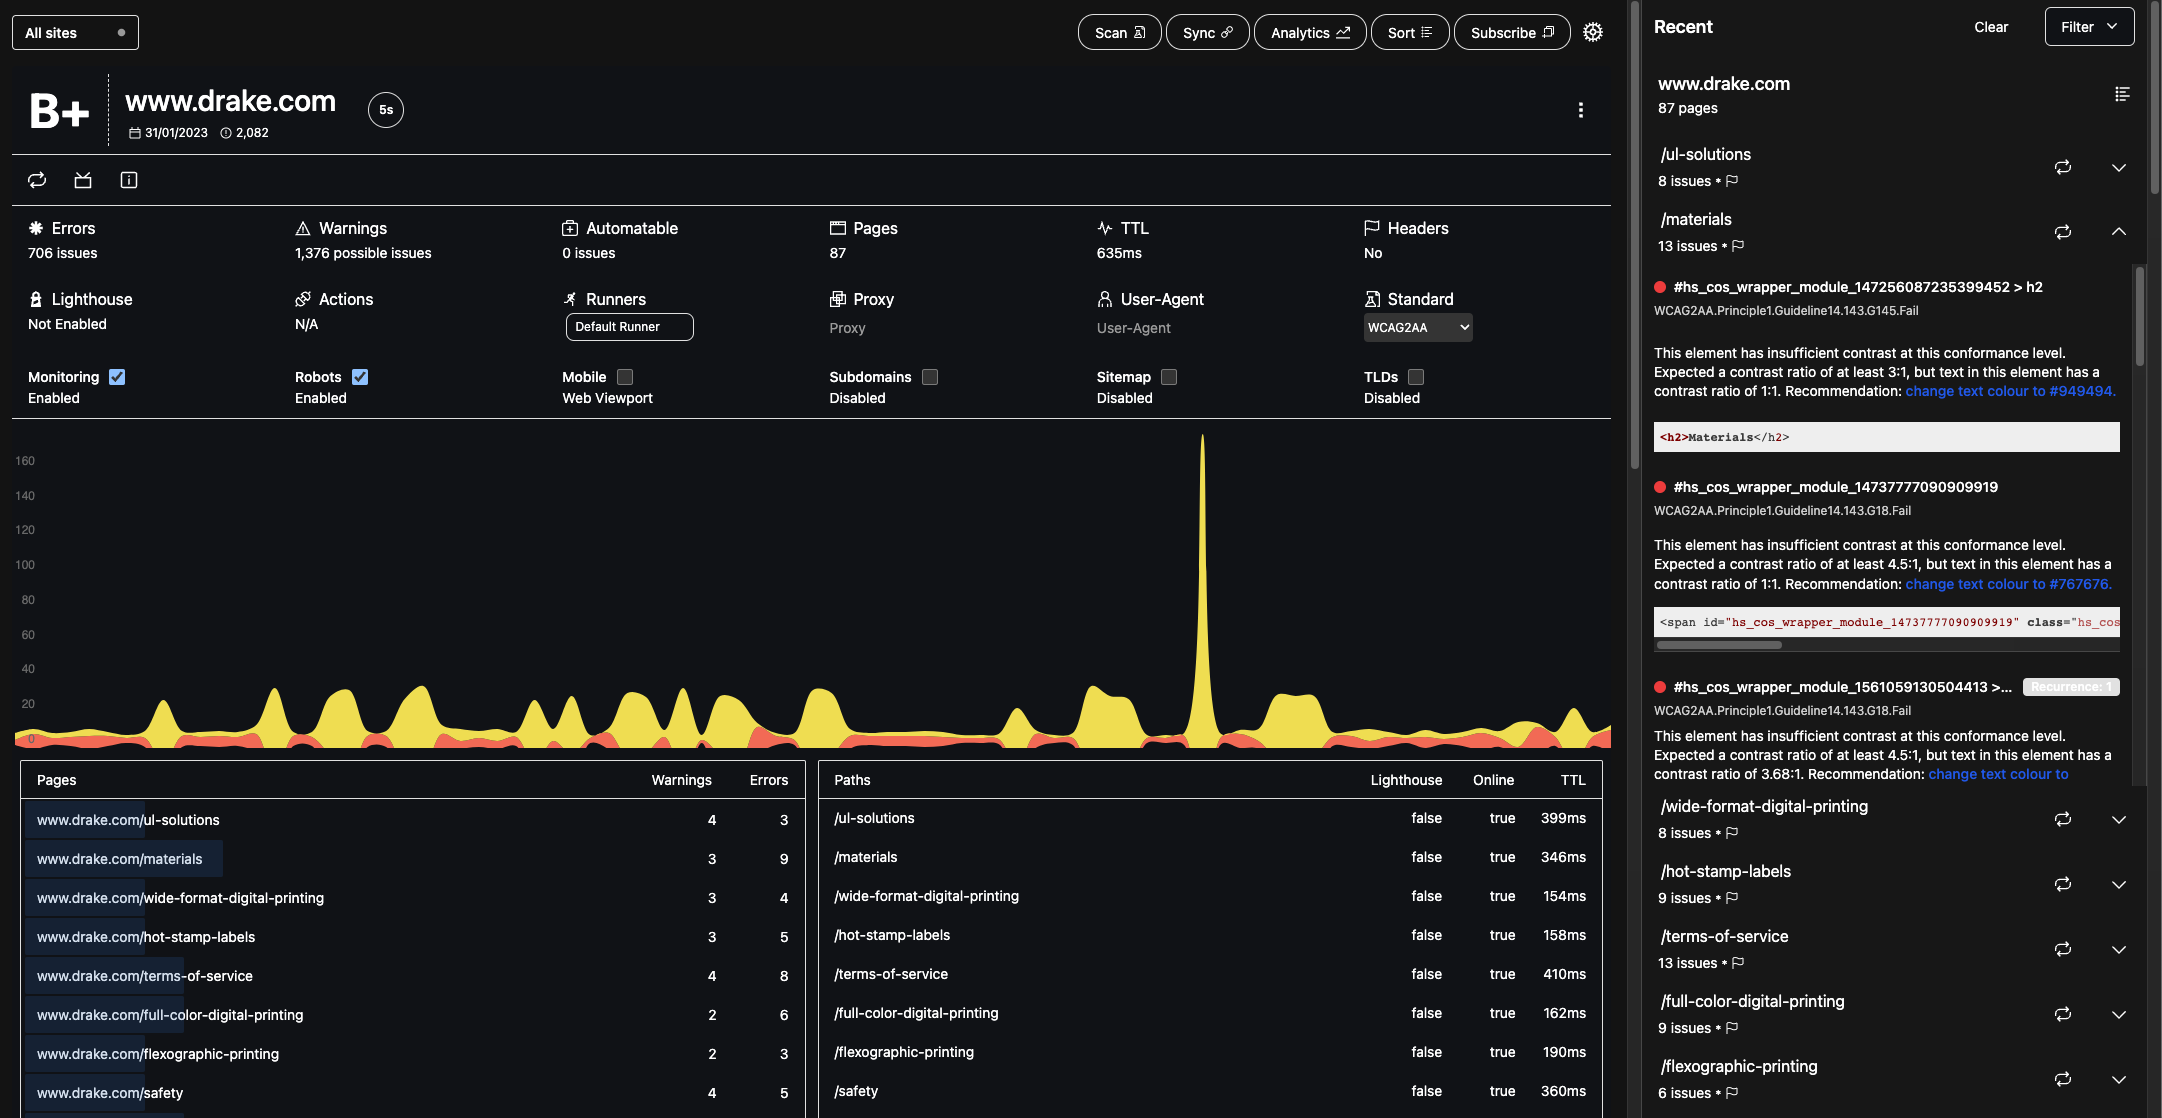 All sites
Scan
Sync
Analytics
Sort
Subscribe
B+
www.drake.com
5s
31/01/2023
2,082
Errors
706 issues
Warnings
1,376 possible issues
Automatable
0 issues
Pages
87
TTL
635ms
Headers
No
Lighthouse
Not Enabled
Actions
N/A
Runners
Default Runner
Proxy
Proxy
User-Agent
User-Agent
Standard
WCAG2AA
Monitoring
Enabled
Robots
Enabled
Mobile
Web Viewport
Subdomains
Disabled
Sitemap
Disabled
TLDs
Disabled
160
140
120
100
80
60
40
20
0
Pages Warnings Errors
www.drake.com/ul-solutions 4 3
www.drake.com/materials 3 9
www.drake.com/wide-format-digital-printing 3 4
www.drake.com/hot-stamp-labels 3 5
www.drake.com/terms-of-service 4 8
www.drake.com/full-color-digital-printing 2 6
www.drake.com/flexographic-printing 2 3
www.drake.com/safety 4 5
Paths Lighthouse Online TTL
/ul-solutions false true 399ms
/materials false true 346ms
/wide-format-digital-printing false true 154ms
/hot-stamp-labels false true 158ms
/terms-of-service false true 410ms
/full-color-digital-printing false true 162ms
/flexographic-printing false true 190ms
/safety false true 360ms
Recent
Clear
Filter
www.drake.com
87 pages
/ul-solutions
8 issues •
/materials
13 issues •
#hs_cos_wrapper_module_147256087235399452 > h2
WCAG2AA.Principle1.Guideline14.143.G145.Fail
This element has insufficient contrast at this conformance level.
Expected a contrast ratio of at least 3:1, but text in this element has a
contrast ratio of 1:1. Recommendation: change text colour to #949494.
<h2>Materials</h2>
#hs_cos_wrapper_module_14737777090909919
WCAG2AA.Principle1.Guideline14.143.G18.Fail
This element has insufficient contrast at this conformance level.
Expected a contrast ratio of at least 4.5:1, but text in this element has a
contrast ratio of 1:1. Recommendation: change text colour to #767676.
<span id="hs_cos_wrapper_module_14737777090909919" class="hs_cos
#hs_cos_wrapper_module_1561059130504413 >... Recurrence: 1
WCAG2AA.Principle1.Guideline14.143.G18.Fail
This element has insufficient contrast at this conformance level.
Expected a contrast ratio of at least 4.5:1, but text in this element has a
contrast ratio of 3.68:1. Recommendation: change text colour to
/wide-format-digital-printing
8 issues •
/hot-stamp-labels
9 issues •
/terms-of-service
13 issues •
/full-color-digital-printing
9 issues •
/flexographic-printing
6 issues •